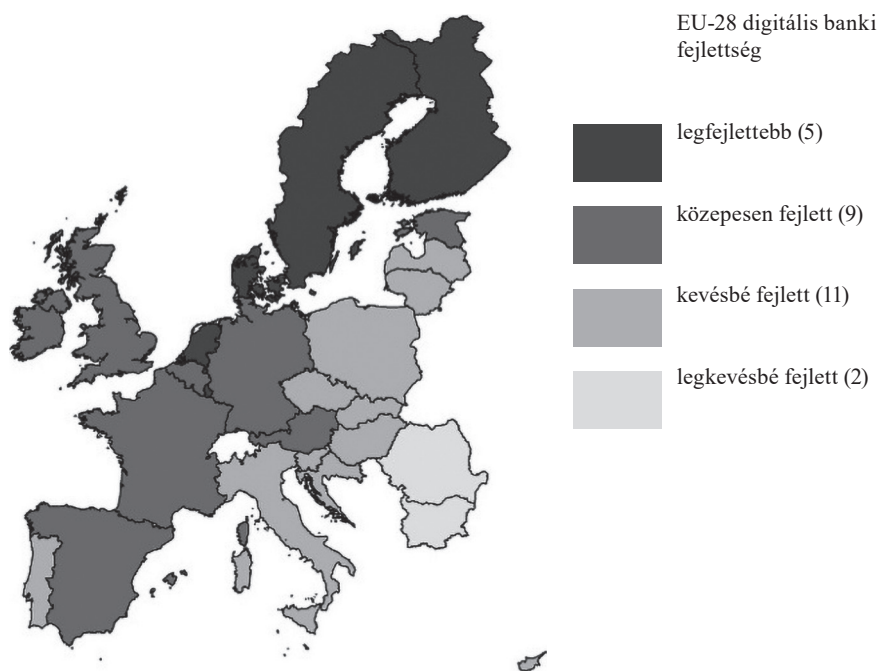 EU-28 digitális banki
fejlettség
legfejlettebb (5)
közepesen fejlett (9)
kevésbé fejlett (11)
legkevésbé fejlett (2)